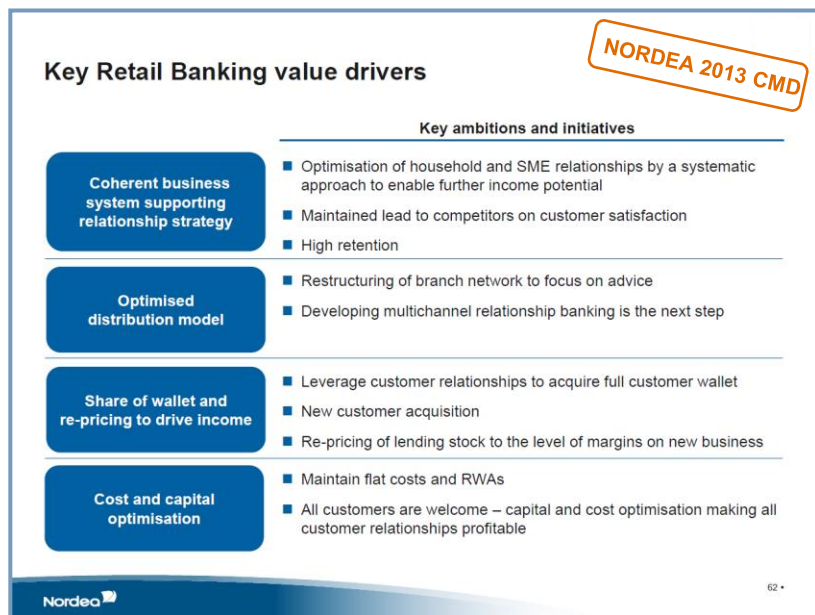 NORDEA 2013 CMD
Key Retail Banking value drivers
Key ambitions and initiatives
Coherent business
system supporting
relationship strategy
■ Optimisation of household and SME relationships by a systematic
approach to enable further income potential
■ Maintained lead to competitors on customer satisfaction
■ High retention
Optimised
distribution model
■ Restructuring of branch network to focus on advice
■ Developing multichannel relationship banking is the next step
Share of wallet and
re-pricing to drive income
■ Leverage customer relationships to acquire full customer wallet
■ New customer acquisition
■ Re-pricing of lending stock to the level of margins on new business
Cost and capital
optimisation
■ Maintain flat costs and RWAs
■ All customers are welcome – capital and cost optimisation making all
customer relationships profitable
62 •
Nordea